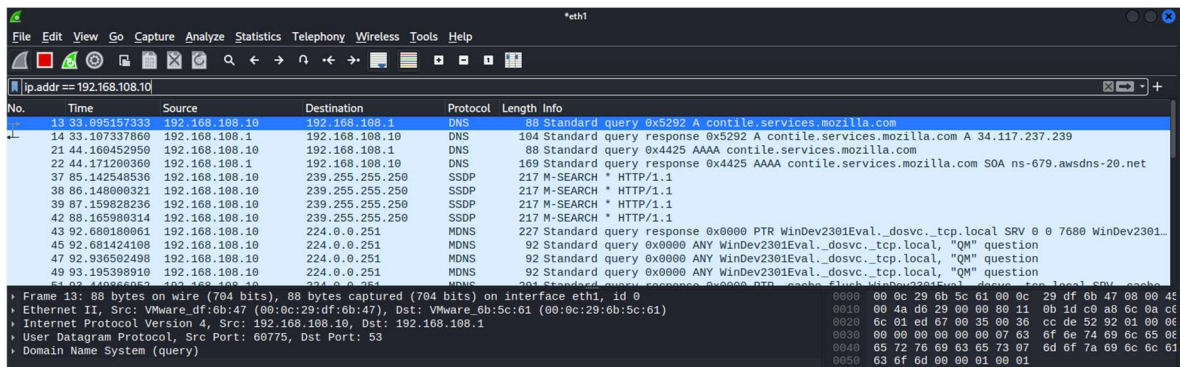 *eth1
File Edit View Go Capture Analyze Statistics Telephony Wireless Tools Help
ip.addr == 192.168.108.10
No. Time Source Destination Protocol Length Info
13 33.095157333 192.168.108.10 192.168.108.1 DNS 88 Standard query 0x5292 A contile.services.mozilla.com
14 33.107337860 192.168.108.1 192.168.108.10 DNS 104 Standard query response 0x5292 A contile.services.mozilla.com A 34.117.237.239
21 44.160452950 192.168.108.10 192.168.108.1 DNS 88 Standard query 0x4425 AAAA contile.services.mozilla.com
22 44.171200360 192.168.108.1 192.168.108.10 DNS 169 Standard query response 0x4425 AAAA contile.services.mozilla.com SOA ns-679.awsdns-20.net
37 85.142548536 192.168.108.10 239.255.255.250 SSDP 217 M-SEARCH * HTTP/1.1
38 86.148000321 192.168.108.10 239.255.255.250 SSDP 217 M-SEARCH * HTTP/1.1
39 87.159829236 192.168.108.10 239.255.255.250 SSDP 217 M-SEARCH * HTTP/1.1
42 88.165980314 192.168.108.10 239.255.255.250 SSDP 217 M-SEARCH * HTTP/1.1
43 92.680180061 192.168.108.10 224.0.0.251 MDNS 227 Standard query response 0x0000 PTR WinDev2301Eval._dosvc._tcp.local SRV 0 0 7680 WinDev2301…
45 92.681424108 192.168.108.10 224.0.0.251 MDNS 92 Standard query 0x0000 ANY WinDev2301Eval._dosvc._tcp.local, "QM" question
47 92.936502498 192.168.108.10 224.0.0.251 MDNS 92 Standard query 0x0000 ANY WinDev2301Eval._dosvc._tcp.local, "QM" question
49 93.195398910 192.168.108.10 224.0.0.251 MDNS 92 Standard query 0x0000 ANY WinDev2301Eval._dosvc._tcp.local, "QM" question
Frame 13: 88 bytes on wire (704 bits), 88 bytes captured (704 bits) on interface eth1, id 0
Ethernet II, Src: VMware_df:6b:47 (00:0c:29:df:6b:47), Dst: VMware_6b:5c:61 (00:0c:29:6b:5c:61)
Internet Protocol Version 4, Src: 192.168.108.10, Dst: 192.168.108.1
User Datagram Protocol, Src Port: 60775, Dst Port: 53
Domain Name System (query)
0000 00 0c 29 6b 5c 61 00 0c 29 df 6b 47 08 00 45
0010 00 4a d6 29 00 00 80 11 0b 1d c0 a8 6c 0a c0
0020 6c 01 ed 67 00 35 00 36 cc de 52 92 01 00 00
0030 00 00 00 00 00 00 07 63 6f 6e 74 69 6c 65 08
0040 65 72 76 69 63 65 73 07 6d 6f 7a 69 6c 6c 61
0050 63 6f 6d 00 00 01 00 01